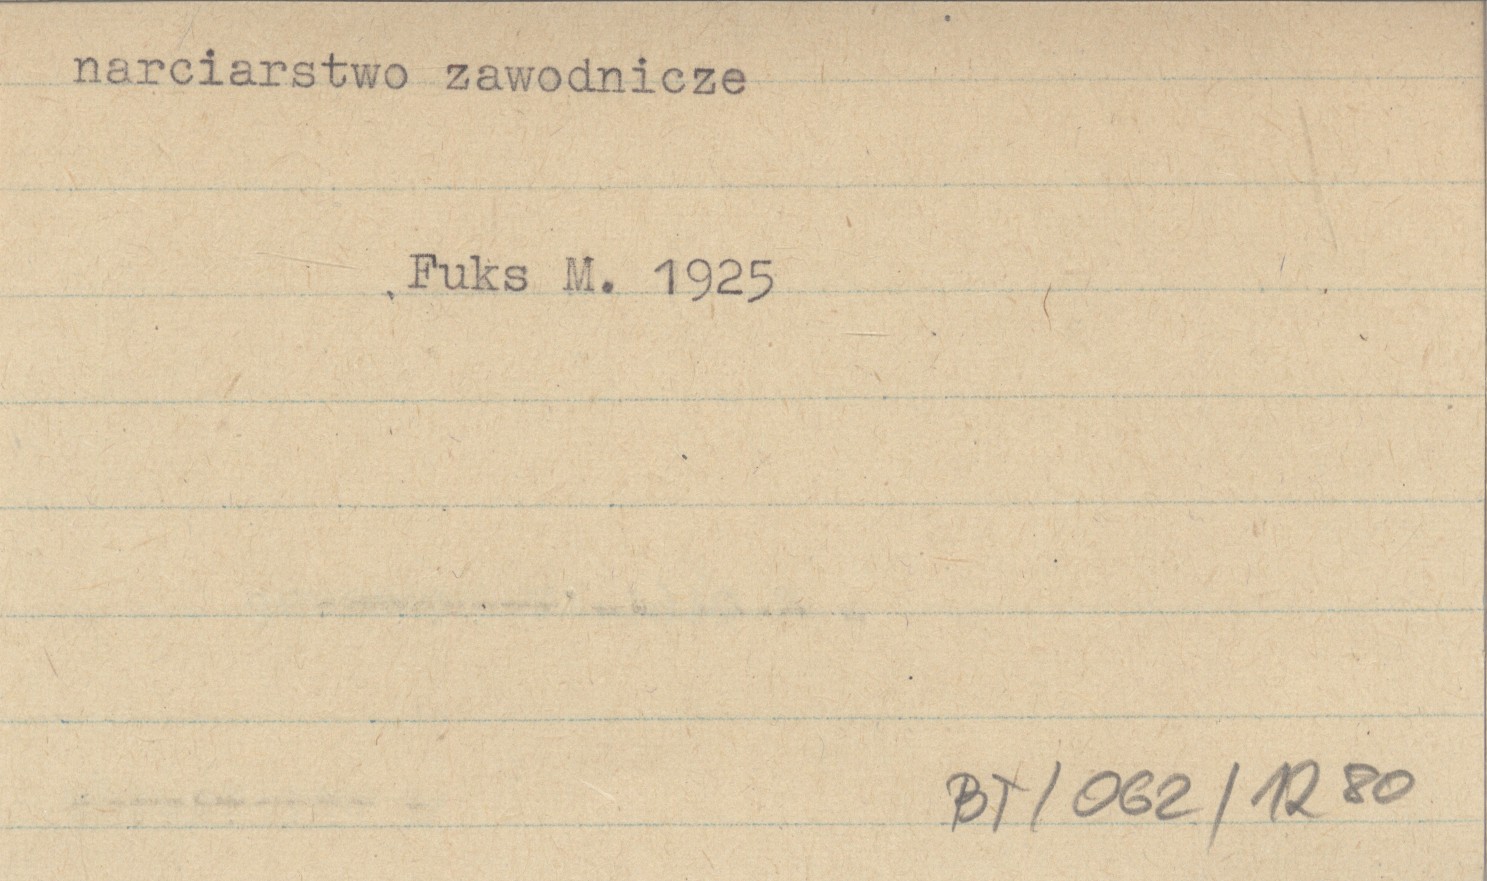 narciarstwo zawodnicze
Fuks M. 1925
BT/062/1280